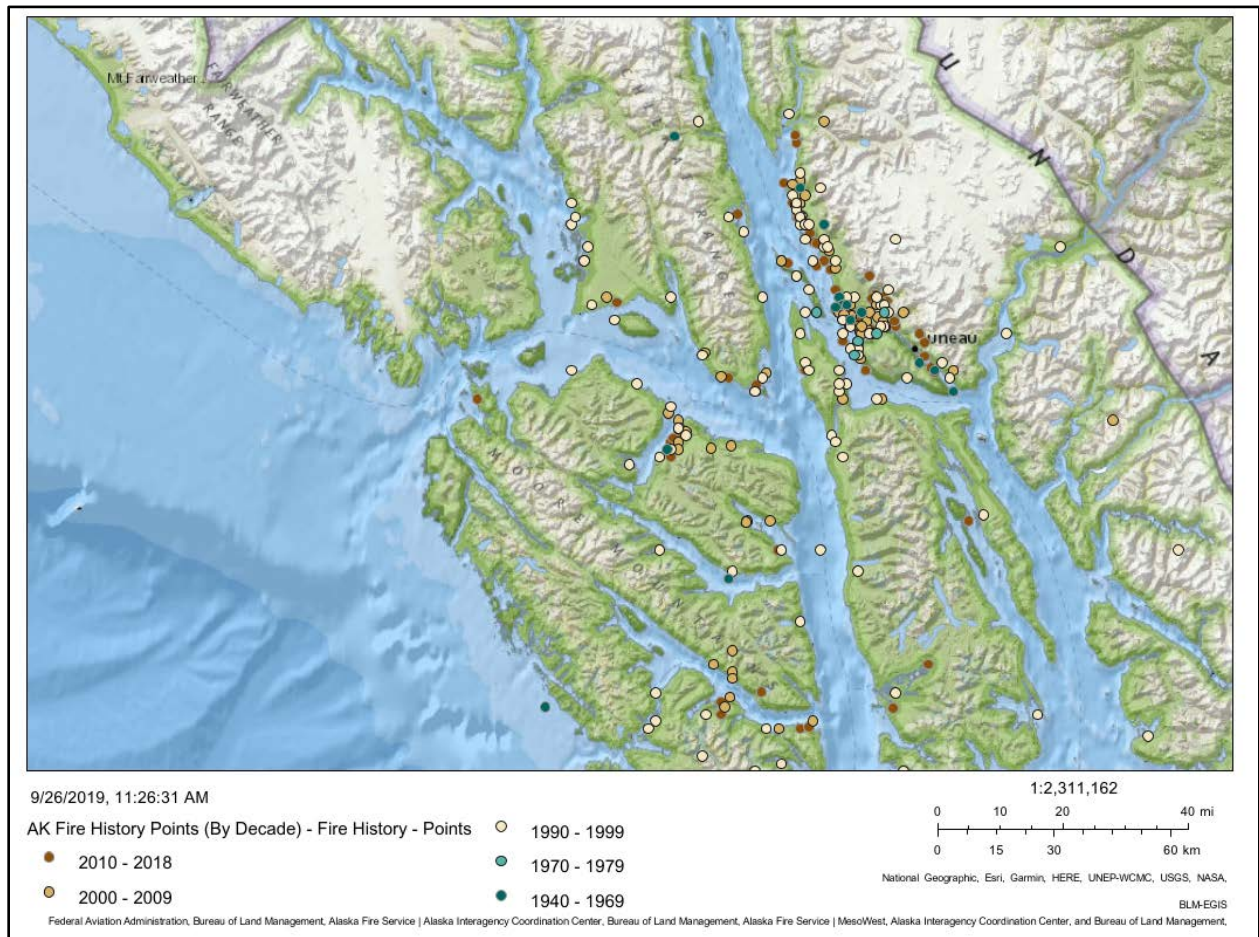 Mt Fairweather
FAIRWEATHER
RANGE
RANGE
U N D A
uneau
MOORE MOUNTAINS
9/26/2019, 11:26:31 AM
1:2,311,162
0 10 20 40 mi
0 15 30 60 km
AK Fire History Points (By Decade) - Fire History - Points
2010 - 2018
2000 - 2009
1990 - 1999
1970 - 1979
1940 - 1969
National Geographic, Esri, Garmin, HERE, UNEP-WCMC, USGS, NASA,
BLM-EGIS
Federal Aviation Administration, Bureau of Land Management, Alaska Fire Service | Alaska Interagency Coordination Center, Bureau of Land Management, Alaska Fire Service | MesoWest, Alaska Interagency Coordination Center, and Bureau of Land Management,